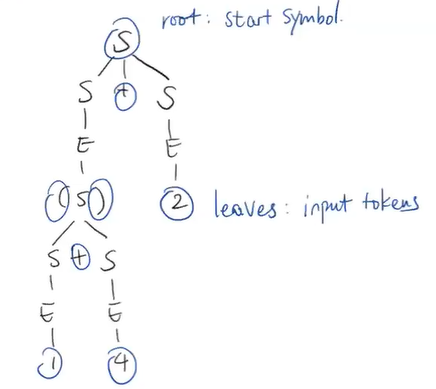 root: start symbol.
S
S + S
E E
( S ) 2 leaves: input tokens
S + S
E E
1 4